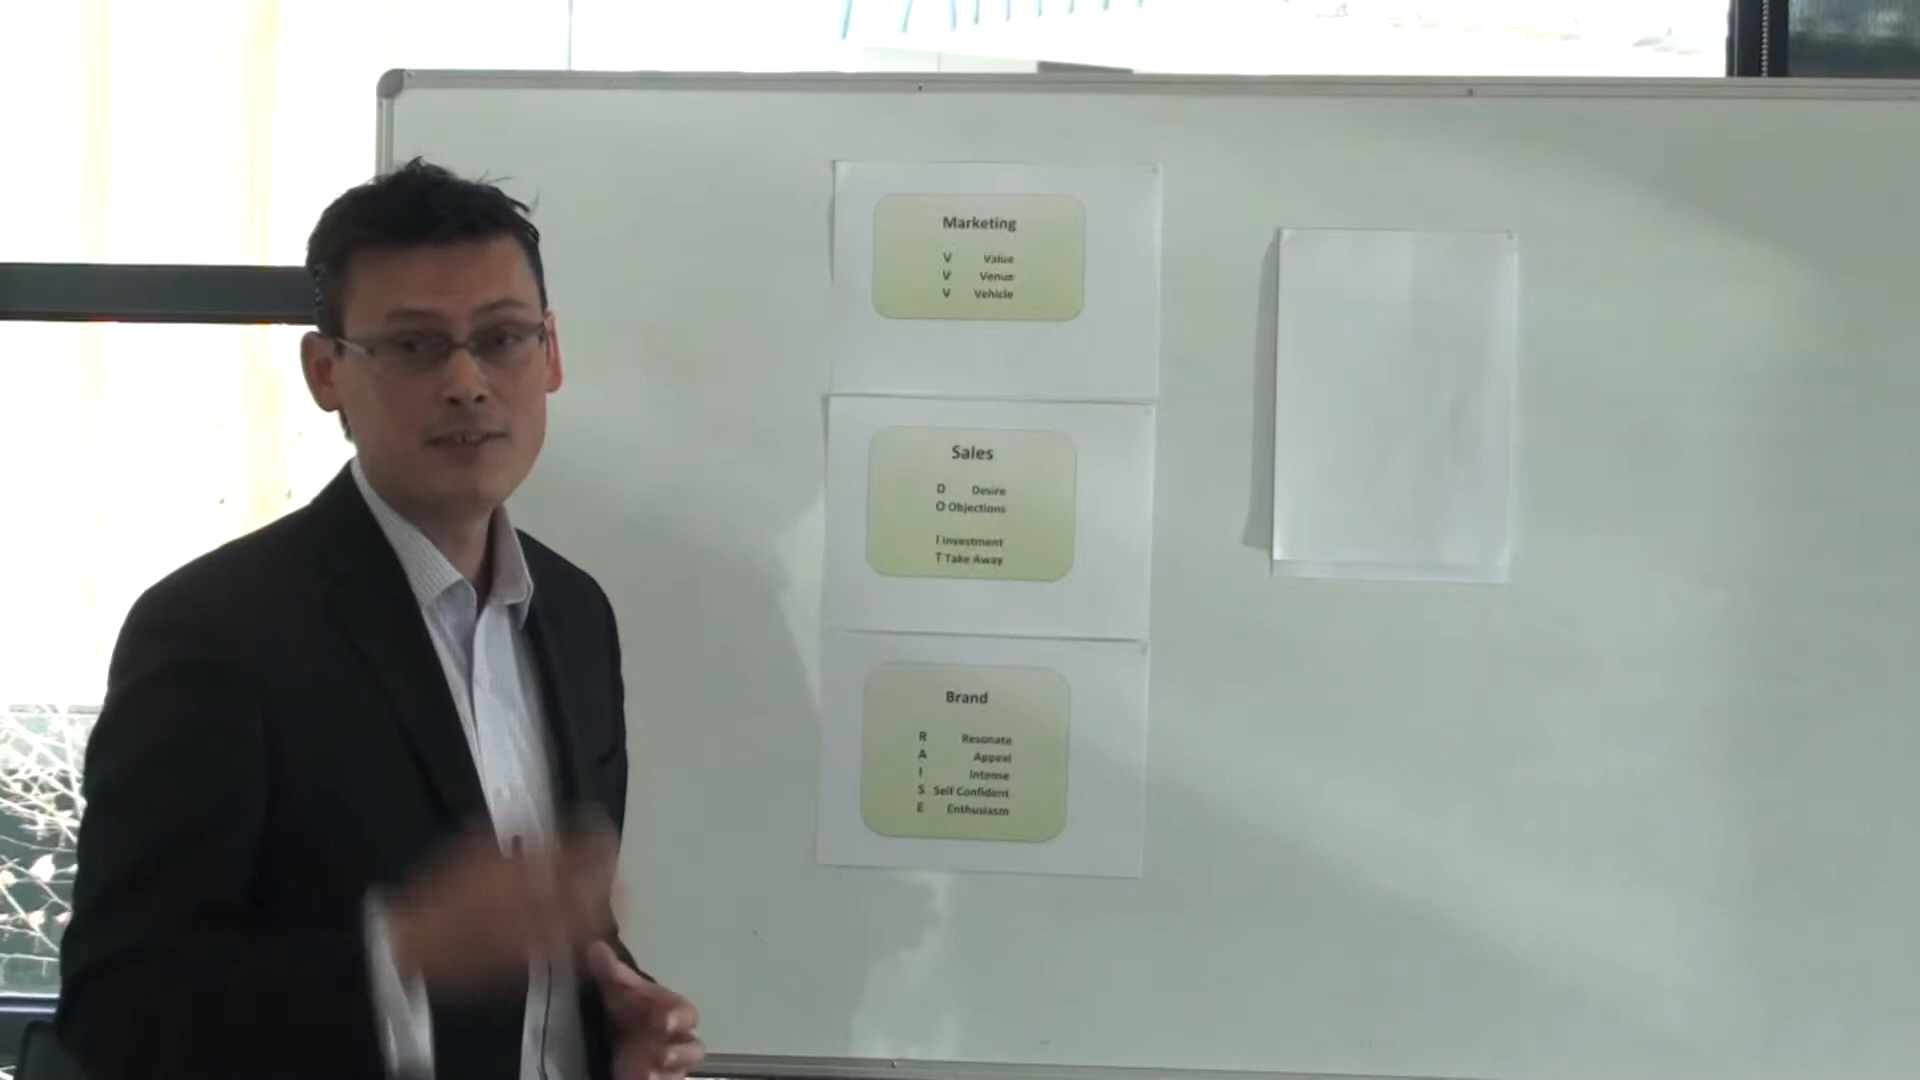 Marketing
V Value
V Venue
V Vehicle
Sales
D Desire
O Objections
I Investment
T Take Away
Brand
R Resonate
A Appeal
I Intense
S Self Confident
E Enthusiasm